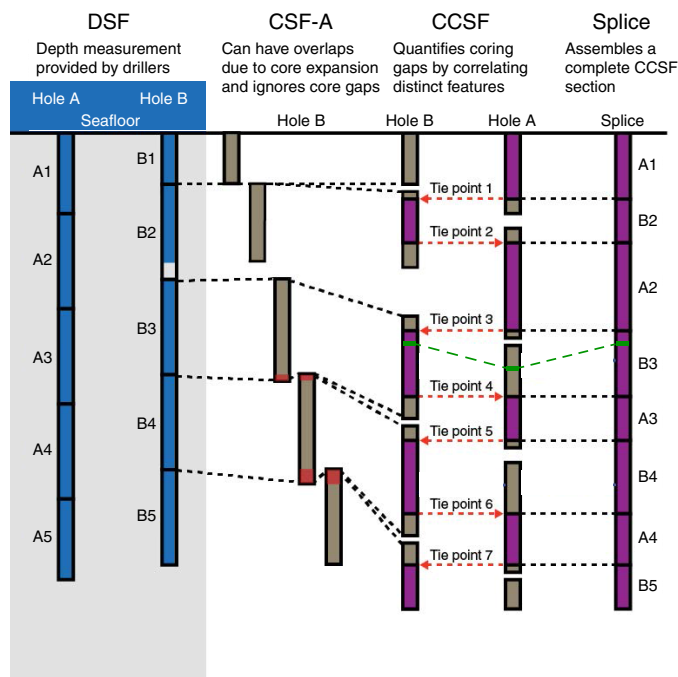 DSF
CSF-A
CCSF
Splice
Depth measurement
provided by drillers
Can have overlaps
due to core expansion
and ignores core gaps
Quantifies coring
gaps by correlating
distinct features
Assembles a
complete CCSF
section
Hole A
Hole B
Seafloor
Hole B
Hole B
Hole A
Splice
A1
A2
A3
A4
A5
B1
B2
B3
B4
B5
Tie point 1
Tie point 2
Tie point 3
Tie point 4
Tie point 5
Tie point 6
Tie point 7
A1
B2
A2
B3
A3
B4
A4
B5